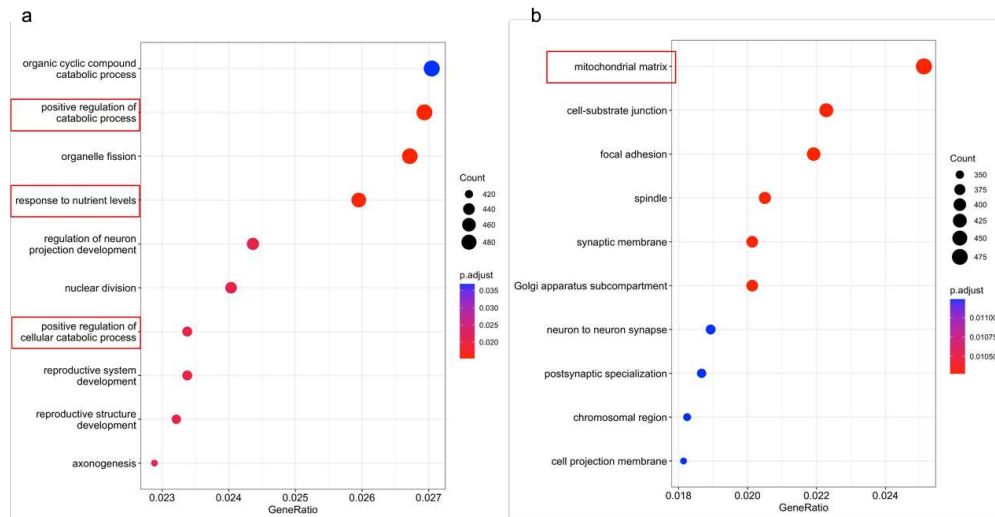 a
organic cyclic compound
catabolic process
positive regulation of
catabolic process
organelle fission
response to nutrient levels
regulation of neuron
projection development
nuclear division
positive regulation of
cellular catabolic process
reproductive system
development
reproductive structure
development
axonogenesis
0.023 0.024 0.025 0.026 0.027
GeneRatio
Count
420
440
460
480
p.adjust
0.035
0.030
0.025
0.020
b
mitochondrial matrix
cell-substrate junction
focal adhesion
spindle
synaptic membrane
Golgi apparatus subcompartment
neuron to neuron synapse
postsynaptic specialization
chromosomal region
cell projection membrane
0.018 0.020 0.022 0.024
GeneRatio
Count
350
375
400
425
450
475
p.adjust
0.01100
0.01075
0.01050